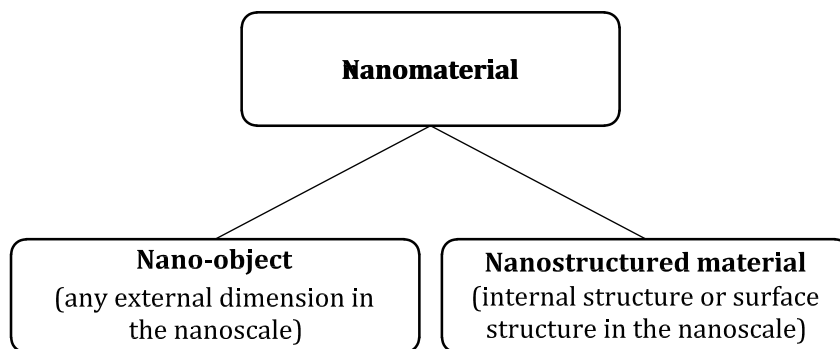 Nanomaterial
Nano-object
(any external dimension in
the nanoscale)
Nanostructured material
(internal structure or surface
structure in the nanoscale)